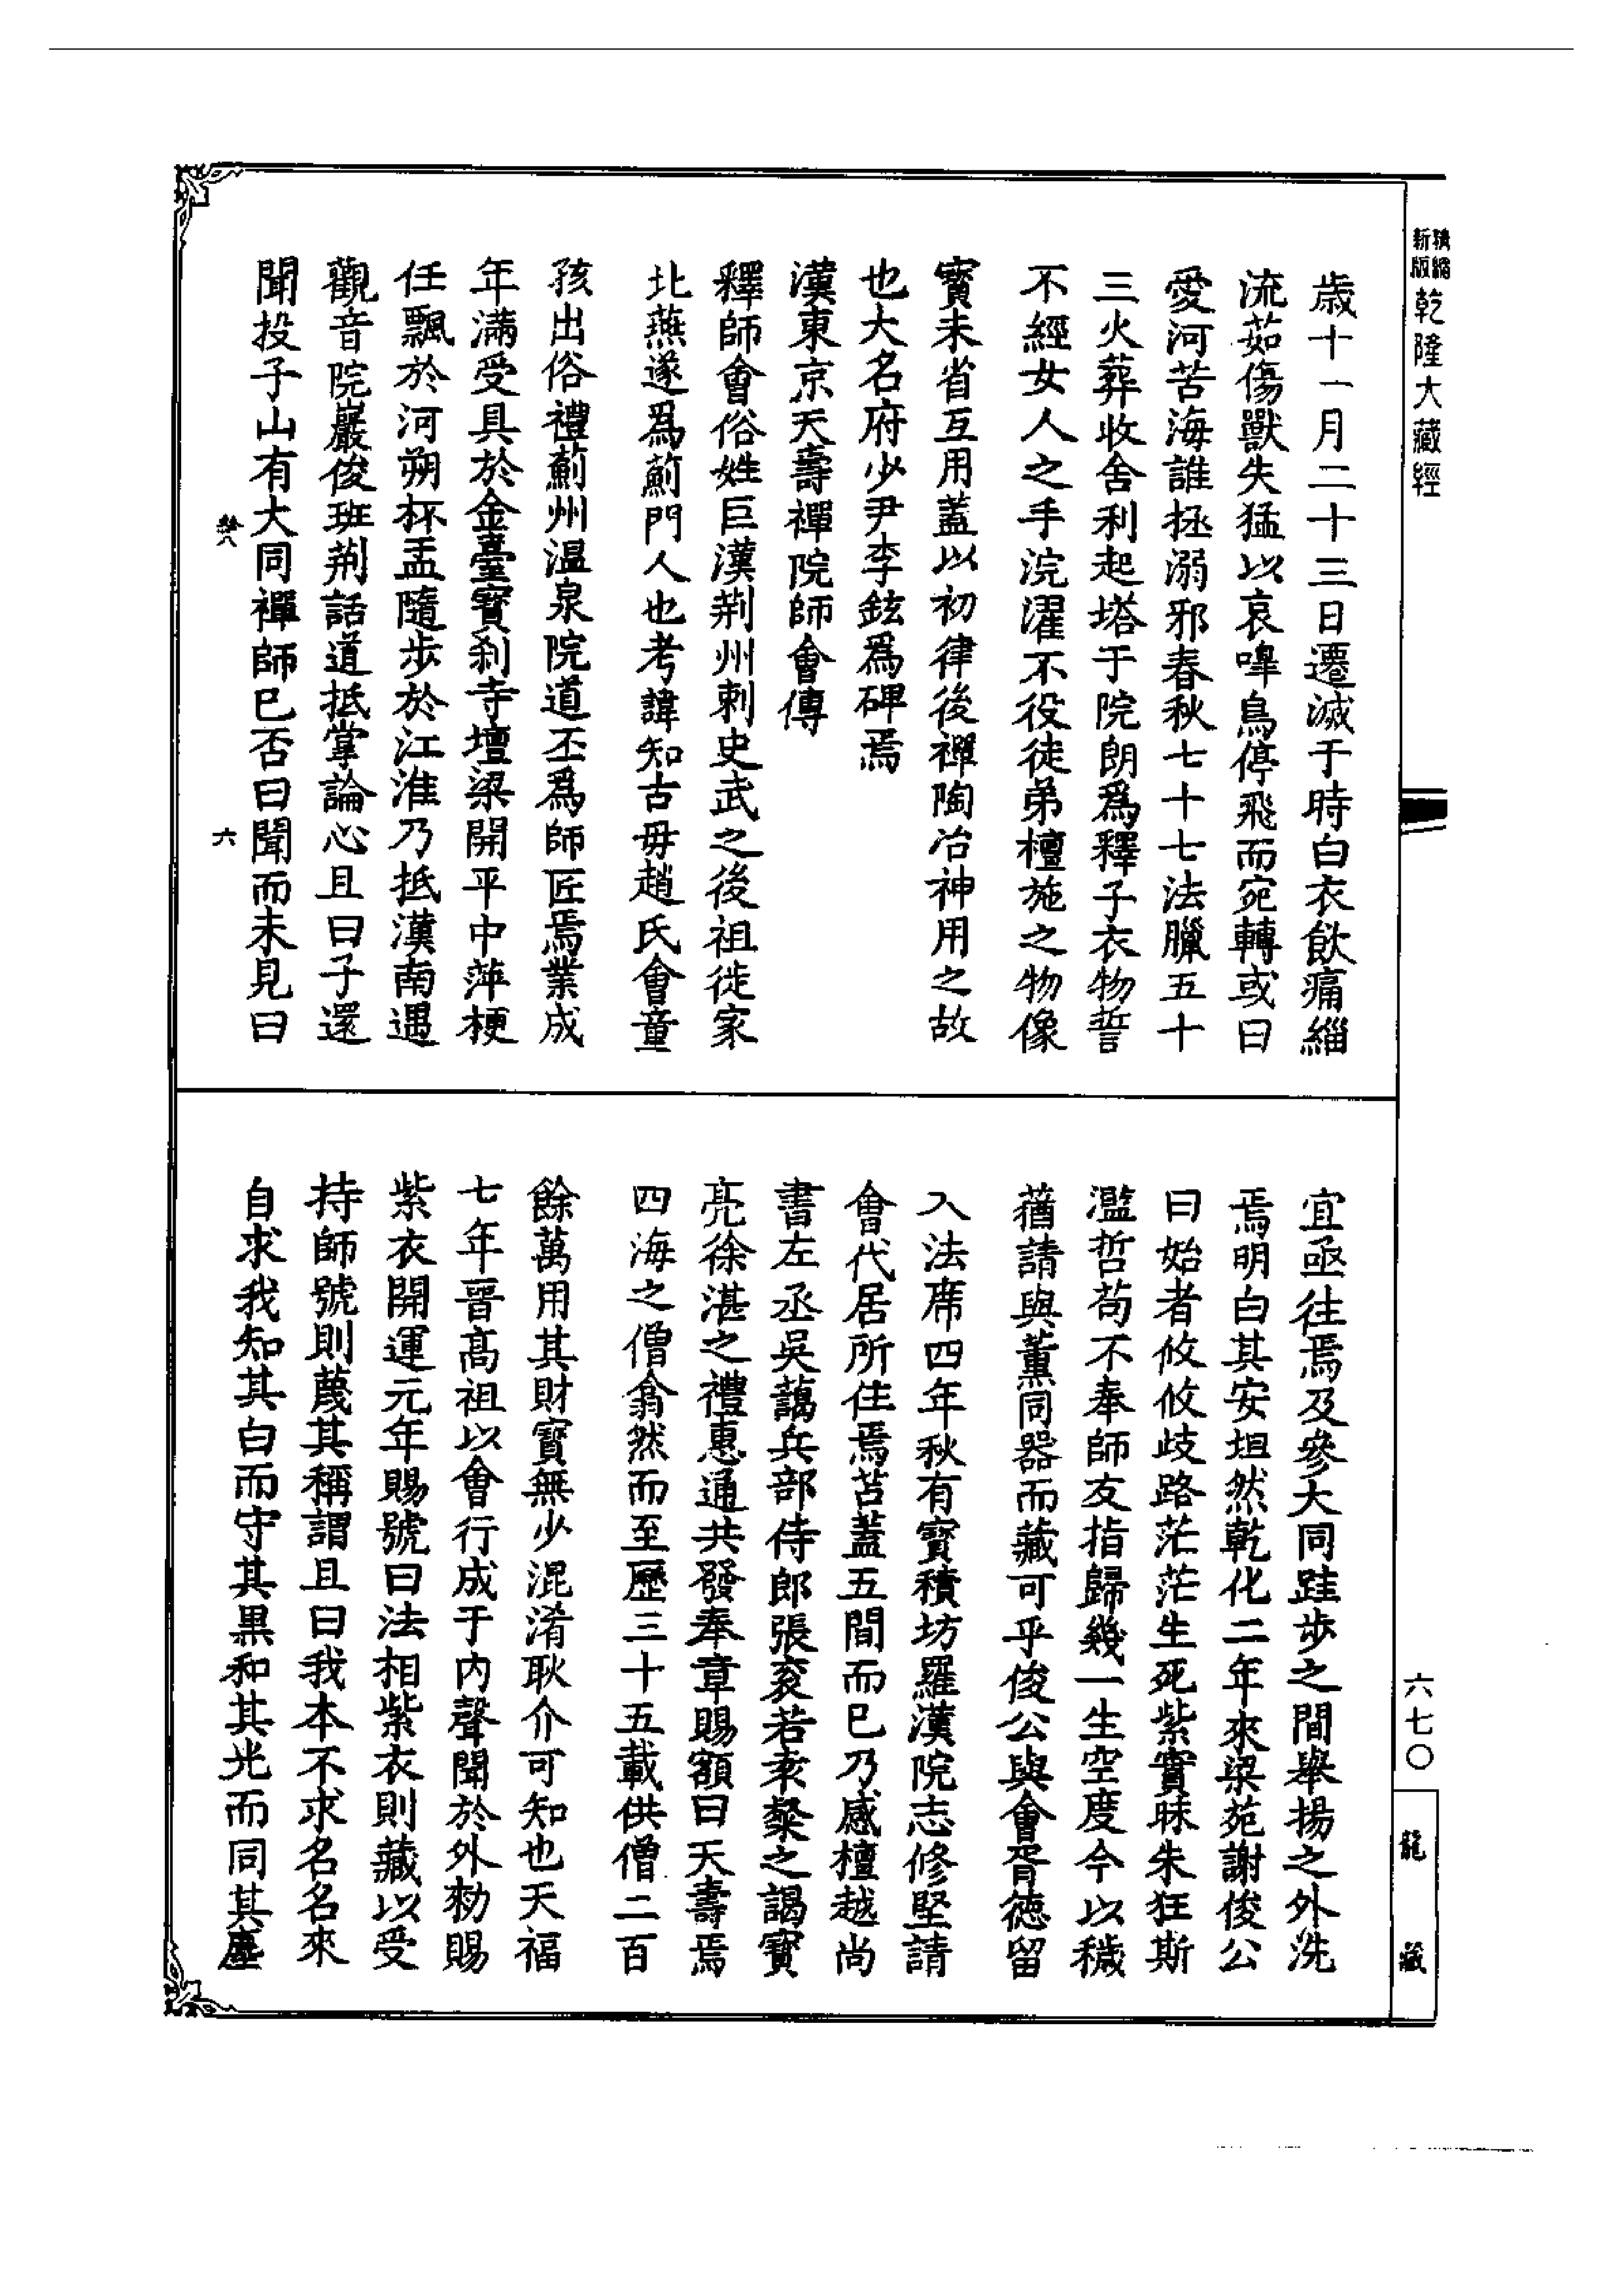 精縮
新版
乾隆大藏經
歲十一月二十三日遷滅于時白衣飲痛緇
流茹傷獸失猛以哀嘷鳥停飛而宛轉或曰
愛河苦海誰拯溺邪春秋七十七法臘五十
三火葬收舍利起塔于院朗爲釋子衣物誓
不經女人之手浣濯不役徒弟檀施之物像
寶未省互用蓋以初律後禪陶冶神用之故
也大名府少尹李鉉爲碑焉
漢東京天壽禪院師會傳
釋師會俗姓巨漢荆州刺史武之後祖徙家
北燕遂爲薊門人也考諱知古毋趙氏會童
孩出俗禮薊州温泉院道丕爲師匠焉業成
年滿受具於金臺寶刹寺壇梁開平中萍梗
任飄於河朔杯盂隨步於江淮乃抵漢南遇
觀音院巖俊班荆話道抵掌論心且曰子還
聞投子山有大同禪師已否曰聞而未見曰
六
宜亟往焉及參大同跬步之間舉揚之外洗
焉明白其安坦然乾化二年來梁苑謝俊公
曰始者攸攸歧路茫茫生死紫實昧朱狂斯
濫哲苟不奉師友指歸幾一生空度今以穢
蕕請與薰同器而藏可乎俊公與會胥徳留
入法席四年秋有寶積坊羅漢院志修堅請
會代居所住焉苫蓋五間而已乃感檀越尚
書左丞吳藹兵部侍郎張袞若素粲之謁寶
亮徐湛之禮惠通共發奉章賜額曰天壽焉
四海之僧翕然而至歷三十五載供僧二百
餘萬用其財寶無少混淆耿介可知也天福
七年晉髙祖以會行成于内聲聞於外勑賜
紫衣開運元年賜號曰法相紫衣則藏以受
持師號則蔑其稱謂且曰我本不求名名來
自求我知其白而守其黒和其光而同其塵
六七〇
龍藏